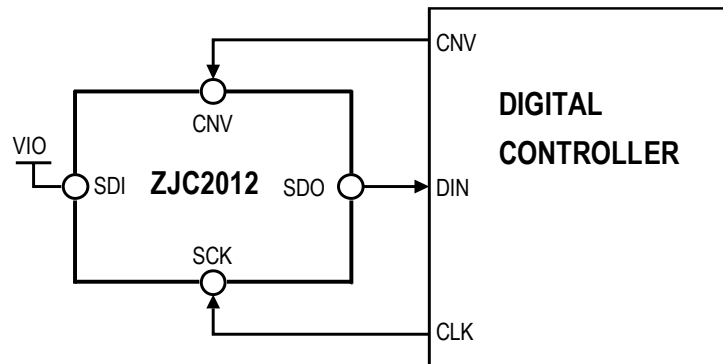 CNV
CNV
DIGITAL
CONTROLLER
VIO
SDI
ZJC2012
SDO
DIN
SCK
CLK